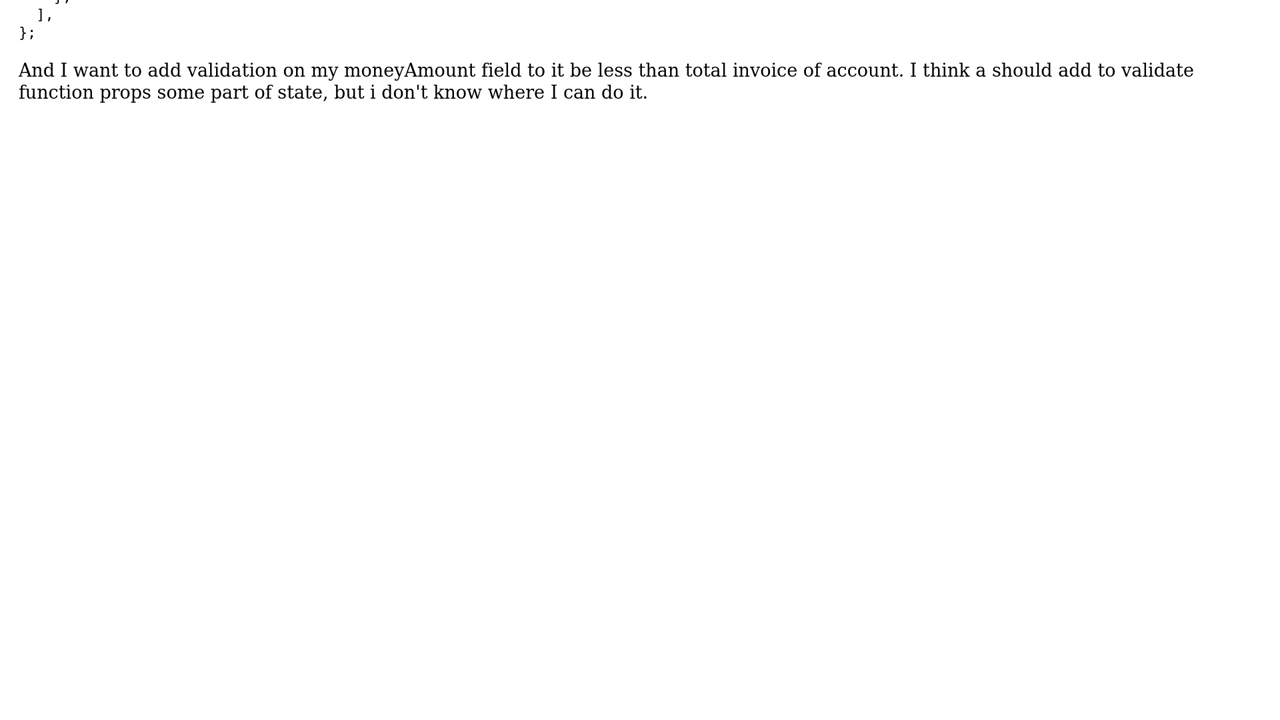 ],
};
And I want to add validation on my moneyAmount field to it be less than total invoice of account. I think a should add to validate
function props some part of state, but i don't know where I can do it.